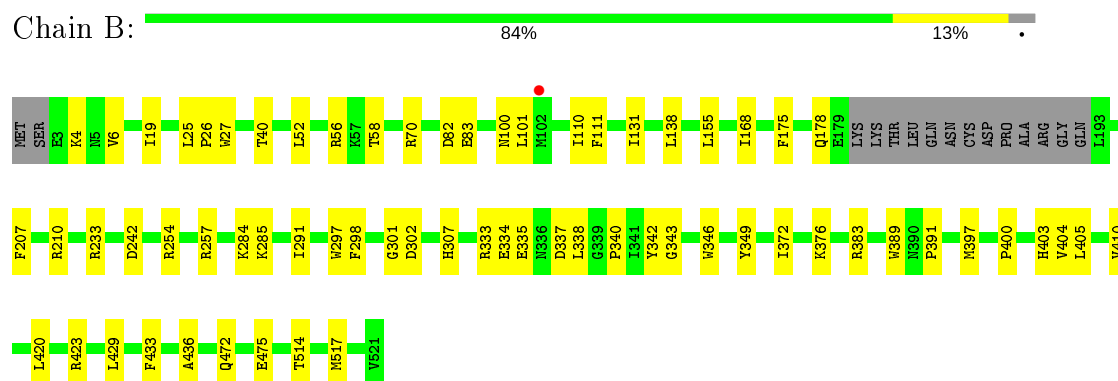 Chain B:
84% 13% •
MET SER E3 K4 N5 V6 I19 L25 P26 W27 T40 L52 R56 K57 T58 R70 D82 E83 N100 L101 M102 I110 F111 I131 L138 L155 I168 F175 Q178 E179 LYS LYS THR LEU GLN ASN CYS ASP PRO ALA ARG GLY GLN L193
F207 R210 R233 D242 R254 R257 K284 K285 I291 W297 F298 G301 D302 H307 R333 E334 E335 N336 D337 L338 G339 P340 I341 Y342 G343 W346 Y349 I372 K376 R383 W389 N390 P391 M397 P400 H403 V404 L405 V410
L420 R423 L429 F433 A436 Q472 E475 T514 M517 V521